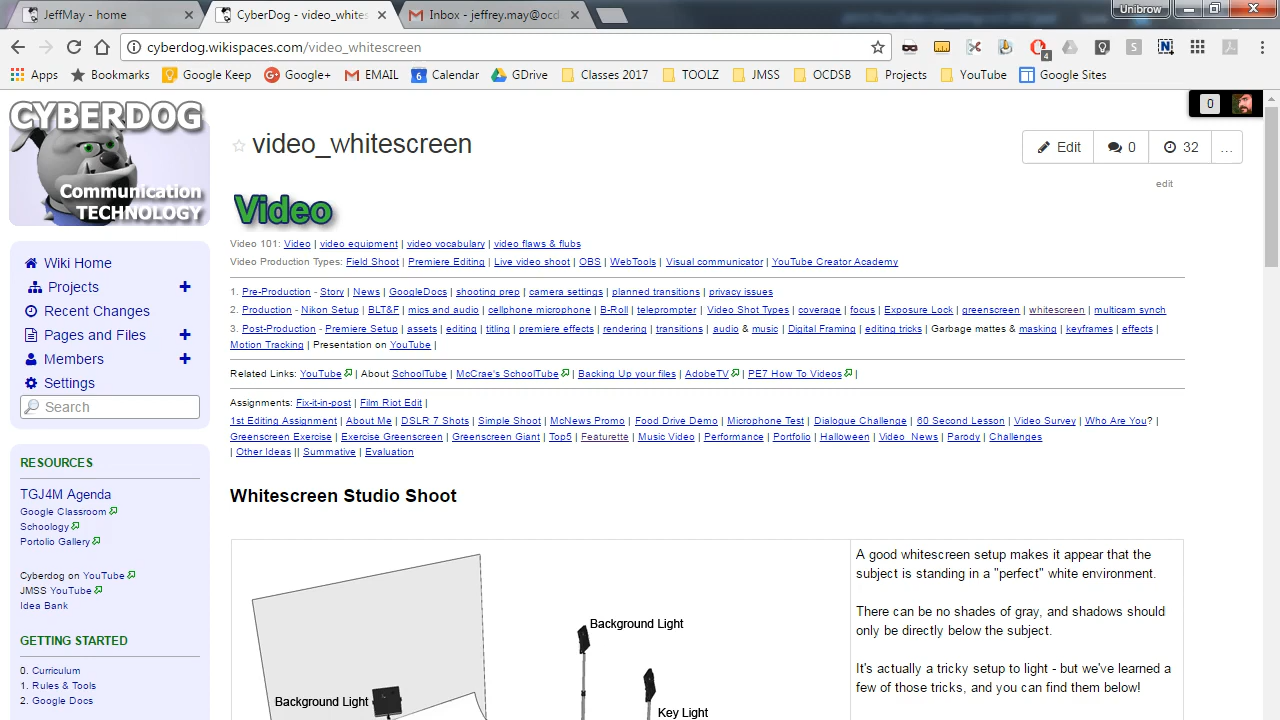 JeffMay - home
CyberDog - video_whites
Inbox - jeffrey.may@ocd
Unibrow
cyberdog.wikispaces.com/video_whitescreen
4
Apps Bookmarks Google Keep Google+ EMAIL 6 Calendar GDrive Classes 2017 TOOLZ JMSS OCDSB Projects YouTube Google Sites
CYBERDOG
Communication
TECHNOLOGY
0
video_whitescreen
Edit 0 32 ...
edit
Video
Wiki Home
Projects
Recent Changes
Pages and Files
Members
Settings
Search
RESOURCES
TGJ4M Agenda
Google Classroom
Schoology
Portolio Gallery
Cyberdog on YouTube
JMSS YouTube
Idea Bank
GETTING STARTED
0. Curriculum
1. Rules & Tools
2. Google Docs
Video 101: Video | video equipment | video vocabulary | video flaws & flubs
Video Production Types: Field Shoot | Premiere Editing | Live video shoot | OBS | WebTools | Visual communicator | YouTube Creator Academy
1. Pre-Production - Story | News | GoogleDocs | shooting prep | camera settings | planned transitions | privacy issues
2. Production - Nikon Setup | BLT&F | mics and audio | cellphone microphone | B-Roll | teleprompter | Video Shot Types | coverage | focus | Exposure Lock | greenscreen | whitescreen | multicam synch
3. Post-Production - Premiere Setup | assets | editing | titling | premiere effects | rendering | transitions | audio & music | Digital Framing | editing tricks | Garbage mattes & masking | keyframes | effects |
Motion Tracking | Presentation on YouTube |
Related Links: YouTube | About SchoolTube | McCrae's SchoolTube | Backing Up your files | AdobeTV | PE7 How To Videos |
Assignments: Fix-it-in-post | Film Riot Edit |
1st Editing Assignment | About Me | DSLR 7 Shots | Simple Shoot | McNews Promo | Food Drive Demo | Microphone Test | Dialogue Challenge | 60 Second Lesson | Video Survey | Who Are You? |
Greenscreen Exercise | Exercise Greenscreen | Greenscreen Giant | Top5 | Featurette | Music Video | Performance | Portfolio | Halloween | Video_News | Parody | Challenges
| Other Ideas || Summative | Evaluation
Whitescreen Studio Shoot
Background Light
Background Light
Key Light
A good whitescreen setup makes it appear that the
subject is standing in a "perfect" white environment.
There can be no shades of gray, and shadows should
only be directly below the subject.
It's actually a tricky setup to light - but we've learned a
few of those tricks, and you can find them below!